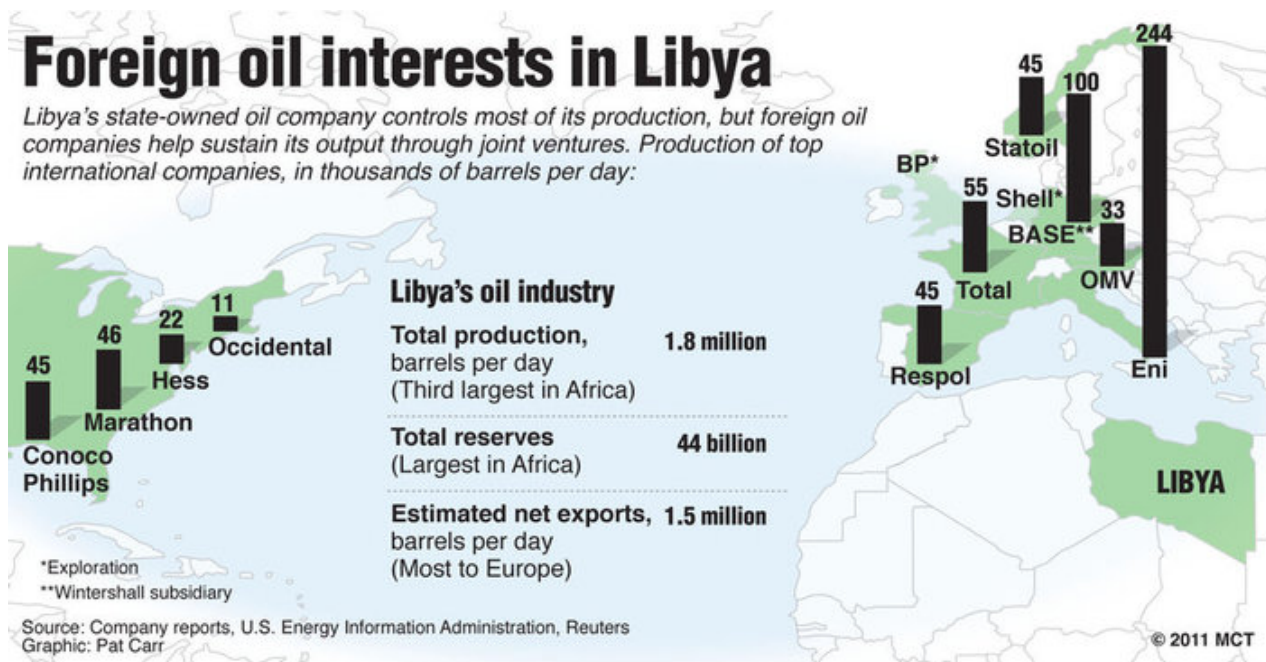 Foreign oil interests in Libya
Libya's state-owned oil company controls most of its production, but foreign oil
companies help sustain its output through joint ventures. Production of top
international companies, in thousands of barrels per day:
45
Conoco
Phillips
46
Marathon
22
Hess
11
Occidental
Libya's oil industry
Total production, 1.8 million
barrels per day
(Third largest in Africa)
Total reserves 44 billion
(Largest in Africa)
Estimated net exports, 1.5 million
barrels per day
(Most to Europe)
BP*
45
Statoil
Shell*
100
BASE**
55
Total
33
OMV
45
Respol
244
Eni
LIBYA
*Exploration
**Wintershall subsidiary
Source: Company reports, U.S. Energy Information Administration, Reuters
Graphic: Pat Carr
© 2011 MCT